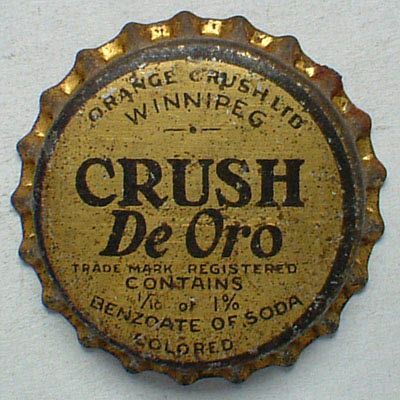 ORANGE CRUSH LTD
WINNIPEG
CRUSH
De Oro
TRADE MARK REGISTERED
CONTAINS
1/10 of 1%
BENZOATE OF SODA
COLORED